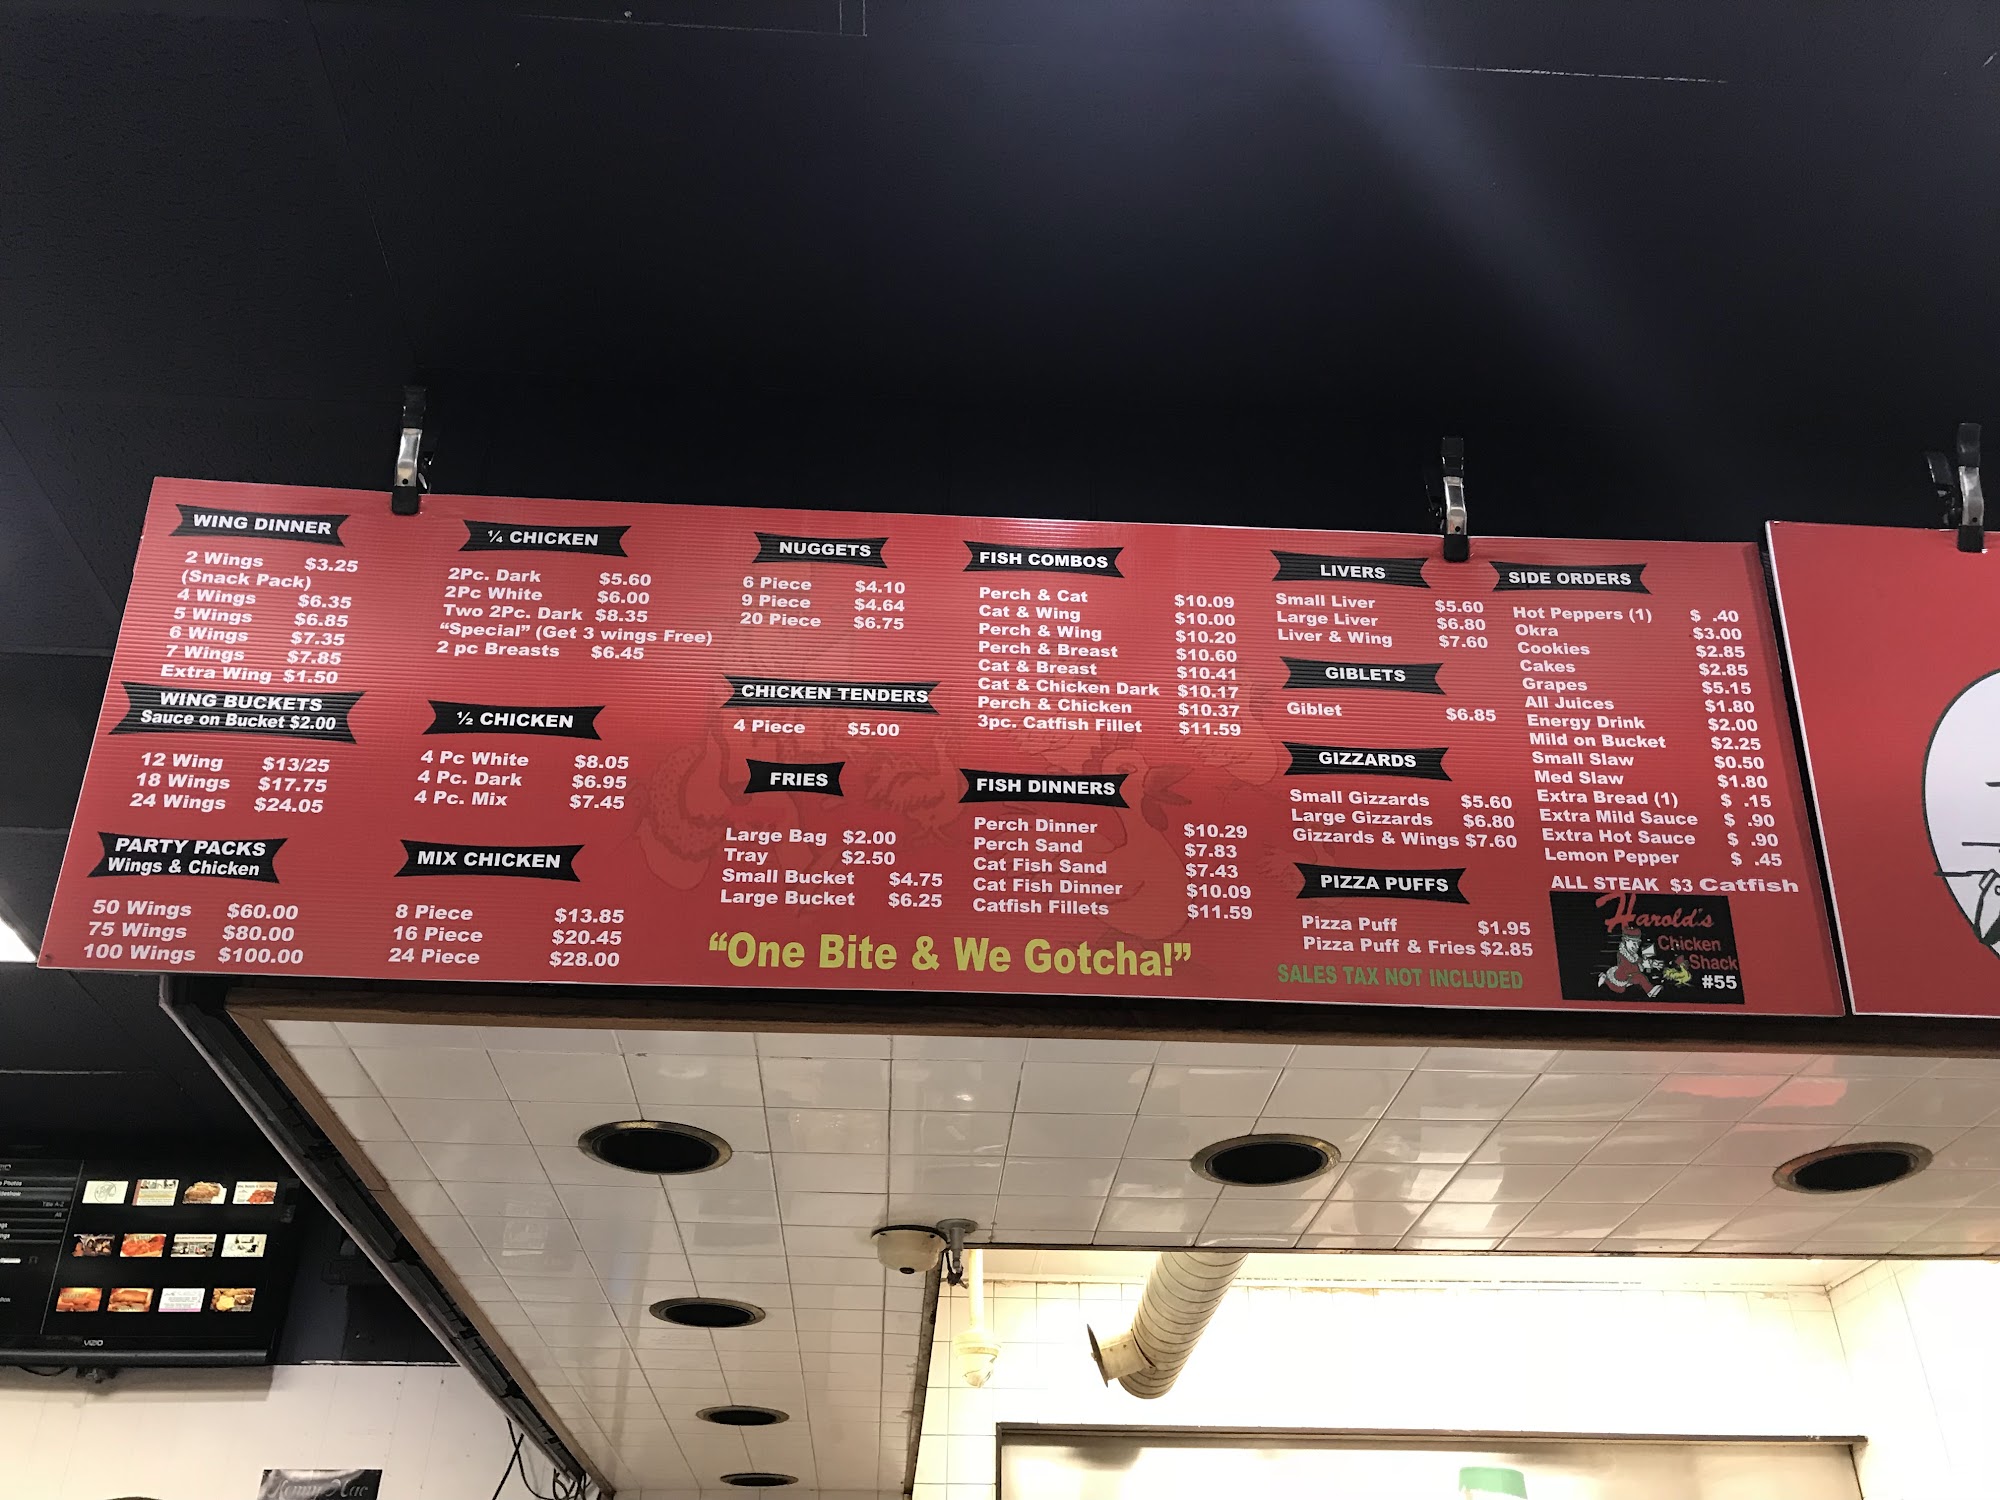 WING DINNER
2 Wings $3.25
(Snack Pack)
4 Wings $6.35
5 Wings $6.85
6 Wings $7.35
7 Wings $7.85
Extra Wing $1.50
WING BUCKETS
Sauce on Bucket $2.00
12 Wing $13/25
18 Wings $17.75
24 Wings $24.05
PARTY PACKS
Wings & Chicken
50 Wings $60.00
75 Wings $80.00
100 Wings $100.00
¼ CHICKEN
2Pc. Dark $5.60
2Pc White $6.00
Two 2Pc. Dark $8.35
“Special” (Get 3 wings Free)
2 pc Breasts $6.45
½ CHICKEN
4 Pc White $8.05
4 Pc. Dark $6.95
4 Pc. Mix $7.45
MIX CHICKEN
8 Piece $13.85
16 Piece $20.45
24 Piece $28.00
NUGGETS
6 Piece $4.10
9 Piece $4.64
20 Piece $6.75
CHICKEN TENDERS
4 Piece $5.00
FRIES
Large Bag $2.00
Tray $2.50
Small Bucket $4.75
Large Bucket $6.25
FISH COMBOS
Perch & Cat $10.09
Cat & Wing $10.00
Perch & Wing $10.20
Perch & Breast $10.60
Cat & Breast $10.41
Cat & Chicken Dark $10.17
Perch & Chicken $10.37
3pc. Catfish Fillet $11.59
FISH DINNERS
Perch Dinner $10.29
Perch Sand $7.83
Cat Fish Sand $7.43
Cat Fish Dinner $10.09
Catfish Fillets $11.59
“One Bite & We Gotcha!”
LIVERS
Small Liver $5.60
Large Liver $6.80
Liver & Wing $7.60
GIBLETS
Giblet $6.85
GIZZARDS
Small Gizzards $5.60
Large Gizzards $6.80
Gizzards & Wings $7.60
PIZZA PUFFS
Pizza Puff $1.95
Pizza Puff & Fries $2.85
SALES TAX NOT INCLUDED
SIDE ORDERS
Hot Peppers (1) $ .40
Okra $3.00
Cookies $2.85
Cakes $2.85
Grapes $5.15
All Juices $1.80
Energy Drink $2.00
Mild on Bucket $2.25
Small Slaw $0.50
Med Slaw $1.80
Extra Bread (1) $ .15
Extra Mild Sauce $ .90
Extra Hot Sauce $ .90
Lemon Pepper $ .45
ALL STEAK $3 Catfish
Harold's
Chicken
Shack
#55
VIZIO